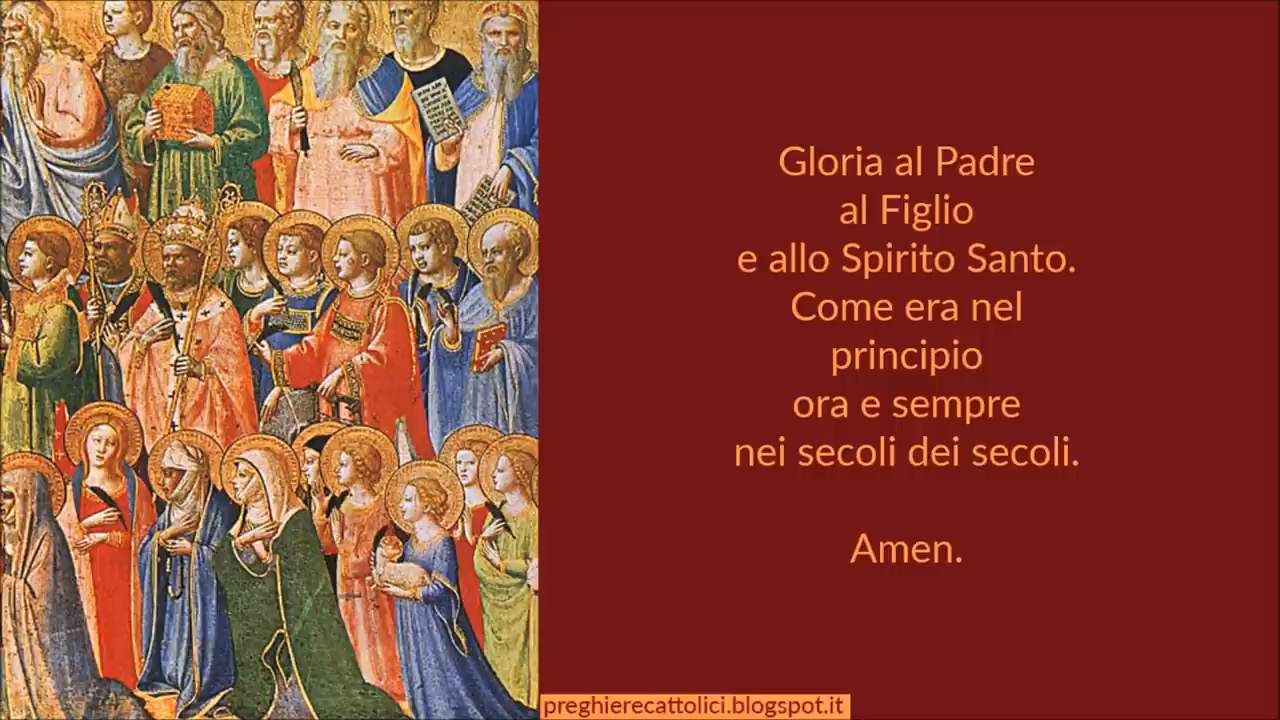 Gloria al Padre
al Figlio
e allo Spirito Santo.
Come era nel
principio
ora e sempre
nei secoli dei secoli.
Amen.
preghierecattolici.blogspot.it